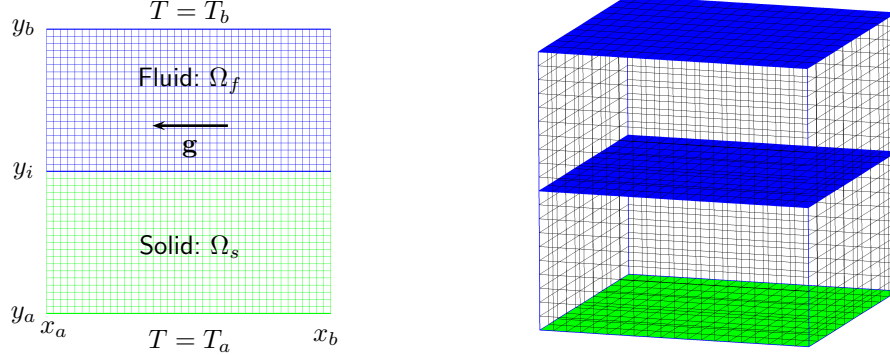 y_b
T = T_b
Fluid: Ω_f
g
y_i
Solid: Ω_s
y_a
x_a
T = T_a
x_b